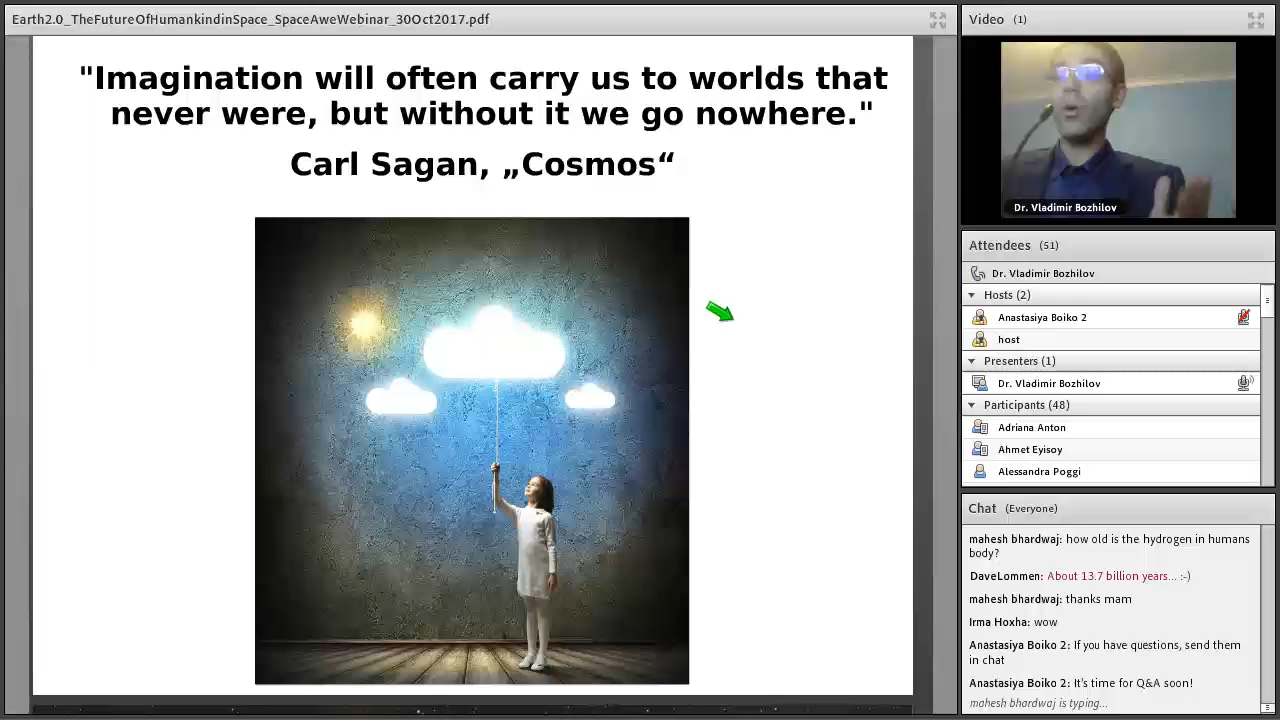 Earth2.0_TheFutureOfHumankindinSpace_SpaceAweWebinar_30Oct2017.pdf
"Imagination will often carry us to worlds that
never were, but without it we go nowhere."
Carl Sagan, „Cosmos“
Video (1)
Dr. Vladimir Bozhilov
Attendees (51)
Dr. Vladimir Bozhilov
Hosts (2)
Anastasiya Boiko 2
host
Presenters (1)
Dr. Vladimir Bozhilov
Participants (48)
Adriana Anton
Ahmet Eyisoy
Alessandra Poggi
Chat (Everyone)
mahesh bhardwaj: how old is the hydrogen in humans
body?
DaveLommen: About 13.7 billion years... :-)
mahesh bhardwaj: thanks mam
Irma Hoxha: wow
Anastasiya Boiko 2: If you have questions, send them
in chat
Anastasiya Boiko 2: It's time for Q&A soon!
mahesh bhardwaj is typing...